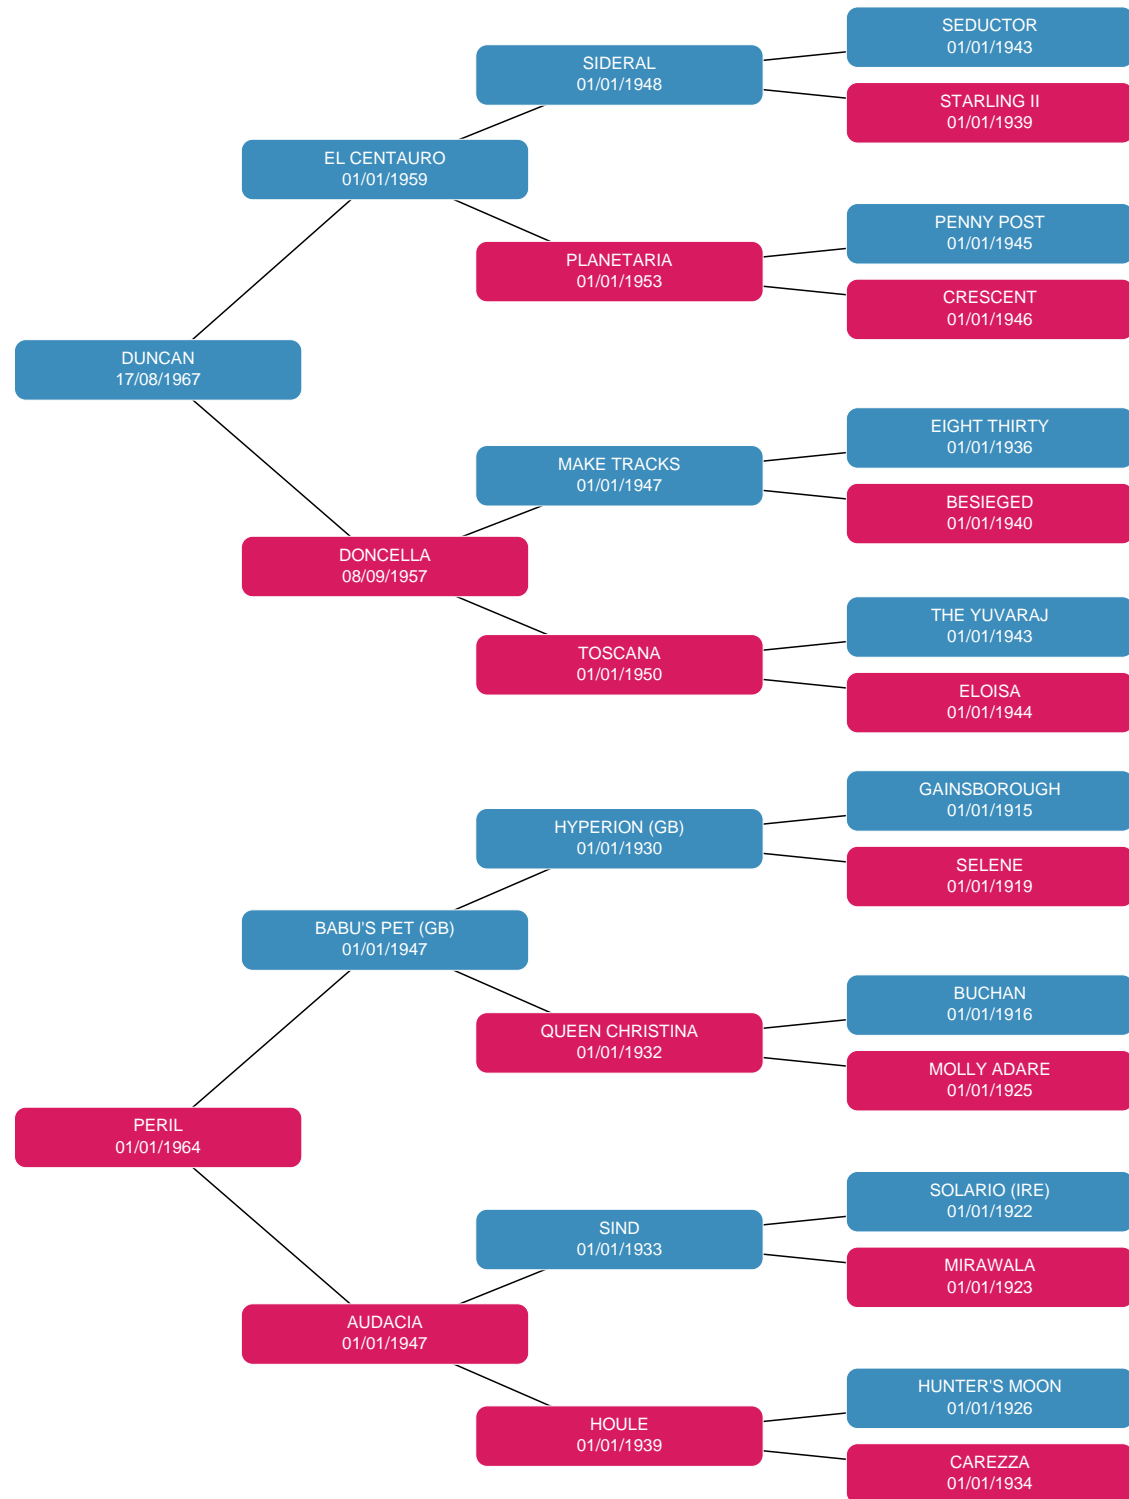 SEDUCTOR
01/01/1943
SIDERAL
01/01/1948
STARLING II
01/01/1939
EL CENTAURO
01/01/1959
PENNY POST
01/01/1945
PLANETARIA
01/01/1953
CRESCENT
01/01/1946
DUNCAN
17/08/1967
EIGHT THIRTY
01/01/1936
MAKE TRACKS
01/01/1947
BESIEGED
01/01/1940
DONCELLA
08/09/1957
THE YUVARAJ
01/01/1943
TOSCANA
01/01/1950
ELOISA
01/01/1944
GAINSBOROUGH
01/01/1915
HYPERION (GB)
01/01/1930
SELENE
01/01/1919
BABU'S PET (GB)
01/01/1947
BUCHAN
01/01/1916
QUEEN CHRISTINA
01/01/1932
MOLLY ADARE
01/01/1925
PERIL
01/01/1964
SOLARIO (IRE)
01/01/1922
SIND
01/01/1933
MIRAWALA
01/01/1923
AUDACIA
01/01/1947
HUNTER'S MOON
01/01/1926
HOULE
01/01/1939
CAREZZA
01/01/1934